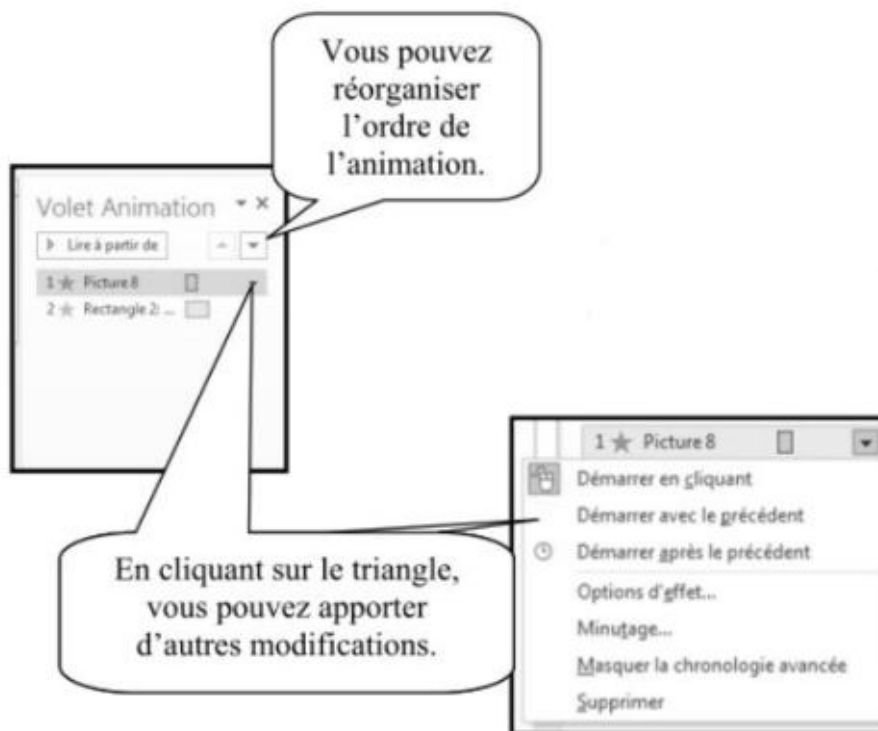 Vous pouvez
réorganiser
l'ordre de
l'animation.
Volet Animation
Lire à partir de
1 Picture 8
2 Rectangle 2: ...
En cliquant sur le triangle,
vous pouvez apporter
d'autres modifications.
1 Picture 8
Démarrer en cliquant
Démarrer avec le précédent
Démarrer après le précédent
Options d'effet...
Minutage...
Masquer la chronologie avancée
Supprimer